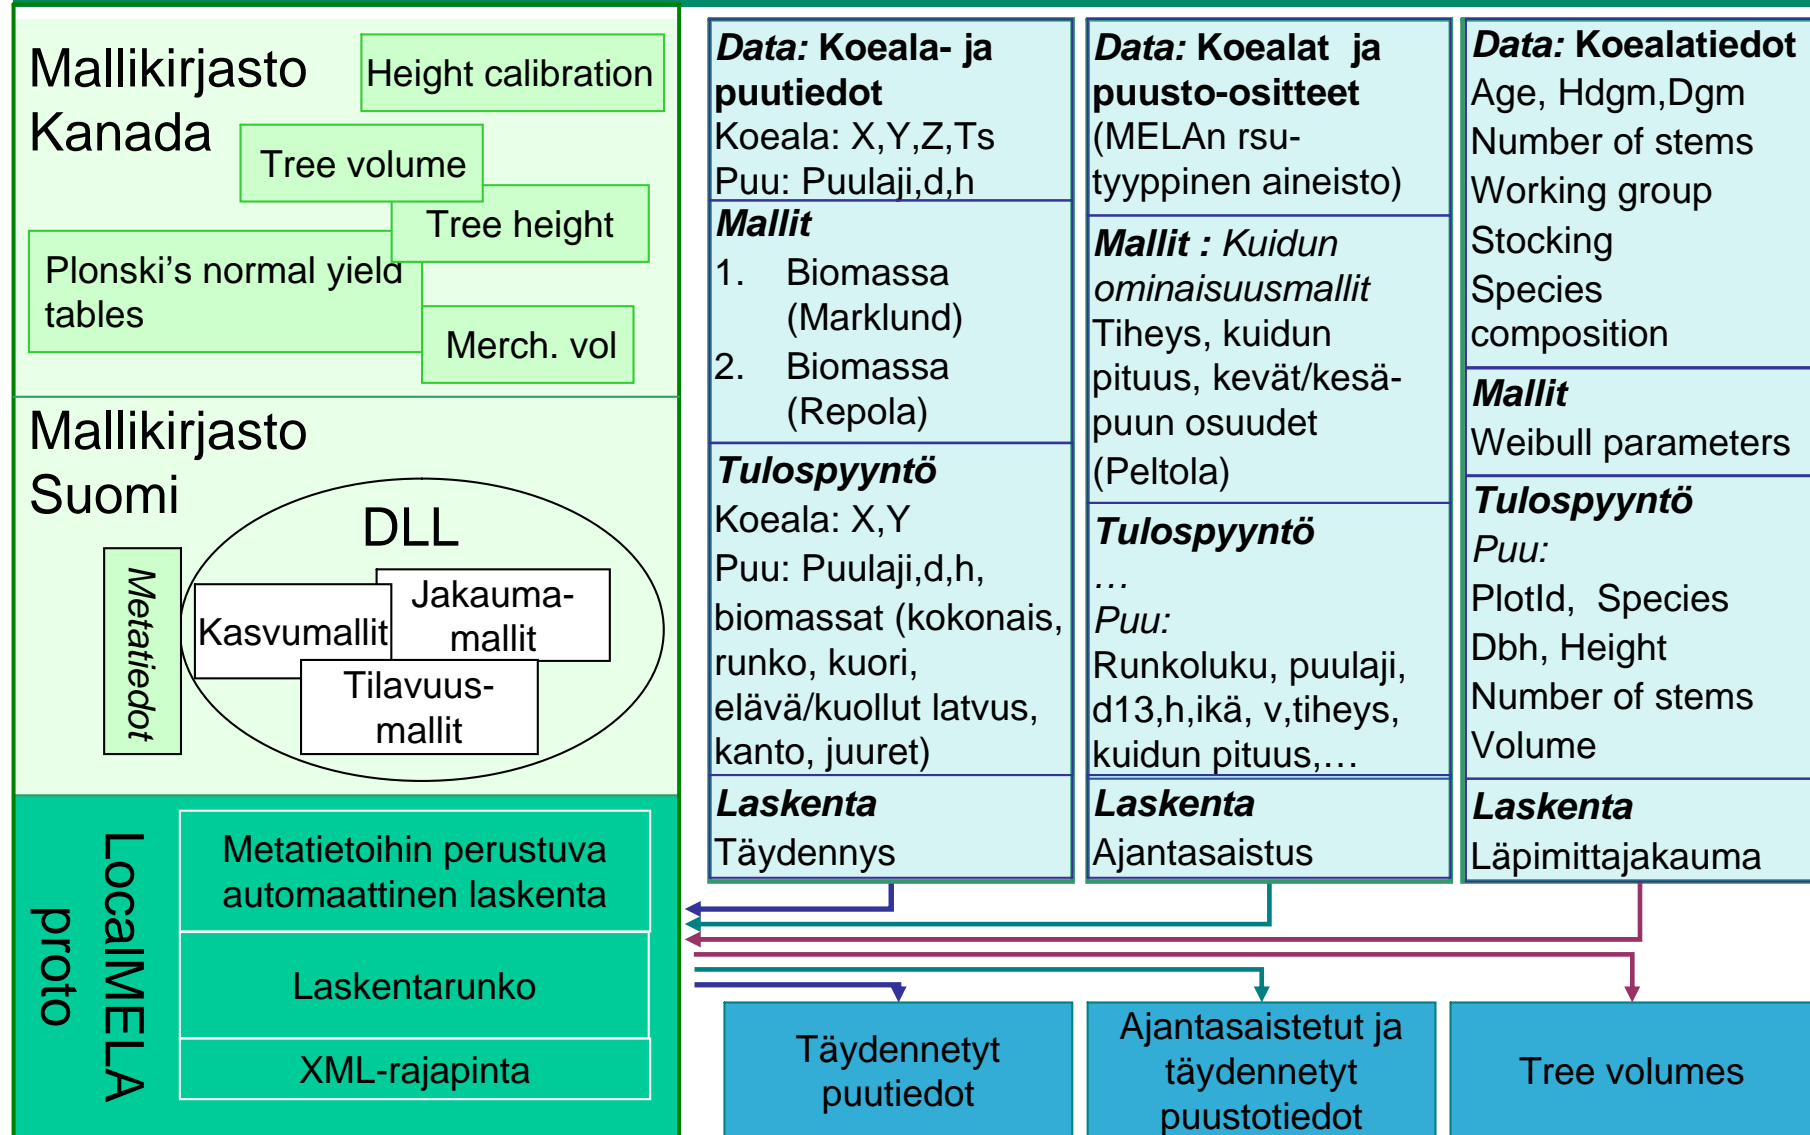 Mallikirjasto
Kanada
Height calibration
Tree volume
Tree height
Plonski’s normal yield
tables
Merch. vol
Mallikirjasto
Suomi
DLL
Metatiedot
Kasvumallit
Jakauma-
mallit
Tilavuus-
mallit
LocalMELA
proto
Metatietoihin perustuva
automaattinen laskenta
Laskentarunko
XML-rajapinta
Data: Koeala- ja
puutiedot
Koeala: X,Y,Z,Ts
Puu: Puulaji,d,h
Mallit
1. Biomassa
(Marklund)
2. Biomassa
(Repola)
Tulospyyntö
Koeala: X,Y
Puu: Puulaji,d,h,
biomassat (kokonais,
runko, kuori,
elävä/kuollut latvus,
kanto, juuret)
Laskenta
Täydennys
Data: Koealat ja
puusto-ositteet
(MELAn rsu-
tyyppinen aineisto)
Mallit : Kuidun
ominaisuusmallit
Tiheys, kuidun
pituus, kevät/kesä-
puun osuudet
(Peltola)
Tulospyyntö
…
Puu:
Runkoluku, puulaji,
d13,h,ikä, v,tiheys,
kuidun pituus,…
Laskenta
Ajantasaistus
Data: Koealatiedot
Age, Hdgm,Dgm
Number of stems
Working group
Stocking
Species
composition
Mallit
Weibull parameters
Tulospyyntö
Puu:
PlotId, Species
Dbh, Height
Number of stems
Volume
Laskenta
Läpimittajakauma
Täydennetyt
puutiedot
Ajantasaistetut ja
täydennetyt
puustotiedot
Tree volumes